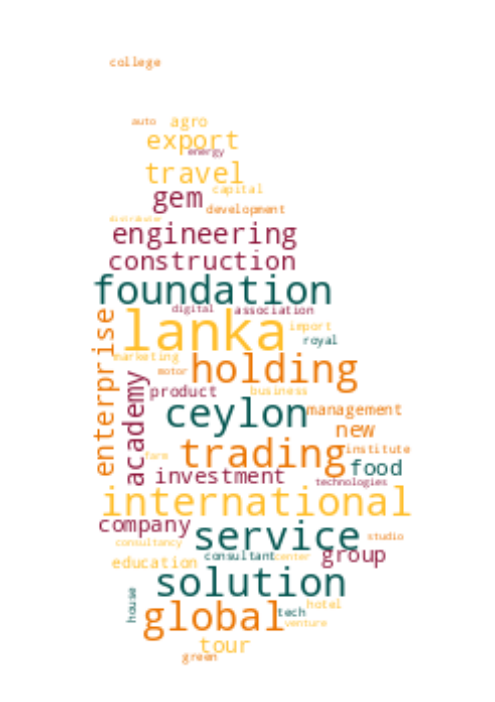 college
auto agro
export
energy
travel
capital
gem
development
distributor
engineering
construction
foundation
digital association
lanka
import
royal
enterprise
marketing
holding
motor
academy
product
business
ceylon
management
new
trading
institute
farm
food
investment
technologies
international
company
service
studio
consultancy
group
consultant
center
education
solution
house
hotel
global
tech
venture
tour
green